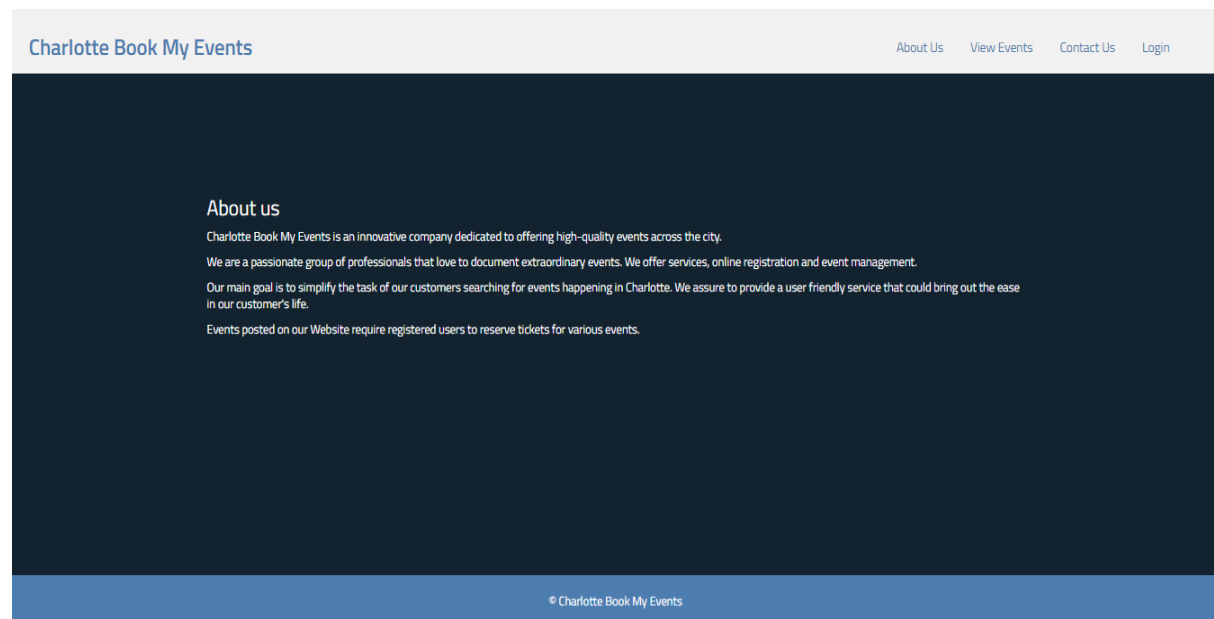 Charlotte Book My Events
About Us View Events Contact Us Login
About us
Charlotte Book My Events is an innovative company dedicated to offering high-quality events across the city.
We are a passionate group of professionals that love to document extraordinary events. We offer services, online registration and event management.
Our main goal is to simplify the task of our customers searching for events happening in Charlotte. We assure to provide a user friendly service that could bring out the ease
in our customer's life.
Events posted on our Website require registered users to reserve tickets for various events.
© Charlotte Book My Events